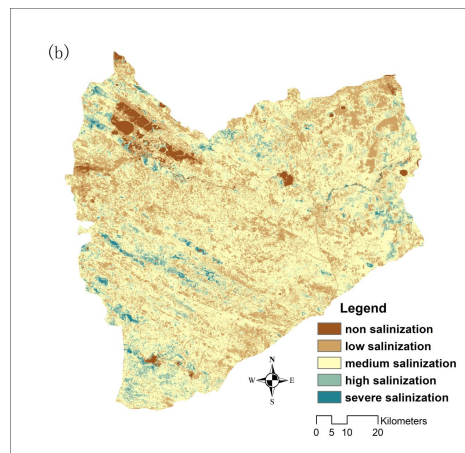 (b)
Legend
non salinization
low salinization
medium salinization
high salinization
severe salinization
N
W E
S
Kilometers
0 5 10 20